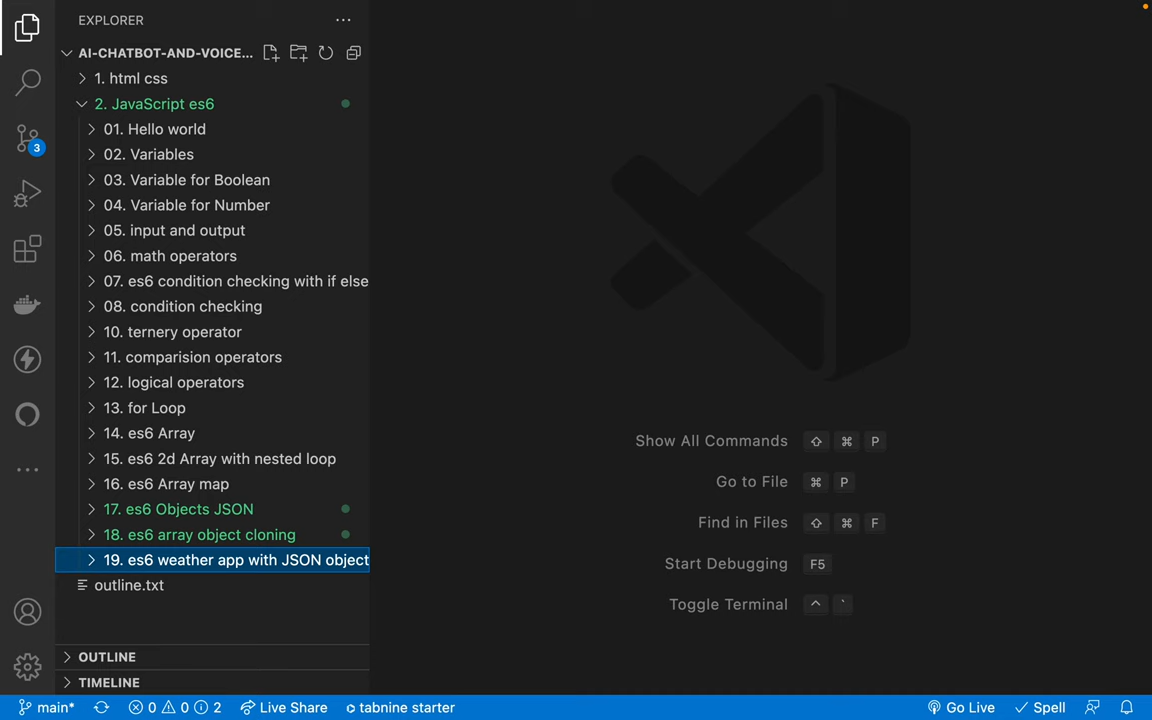 EXPLORER
AI-CHATBOT-AND-VOICE...
1. html css
2. JavaScript es6
01. Hello world
02. Variables
03. Variable for Boolean
04. Variable for Number
05. input and output
06. math operators
07. es6 condition checking with if else
08. condition checking
10. ternery operator
11. comparision operators
12. logical operators
13. for Loop
14. es6 Array
15. es6 2d Array with nested loop
16. es6 Array map
17. es6 Objects JSON
18. es6 array object cloning
19. es6 weather app with JSON object
outline.txt
OUTLINE
TIMELINE
3
Show All Commands ⇧ ⌘ P
Go to File ⌘ P
Find in Files ⇧ ⌘ F
Start Debugging F5
Toggle Terminal ^ `
main* 0 0 2 Live Share tabnine starter Go Live Spell